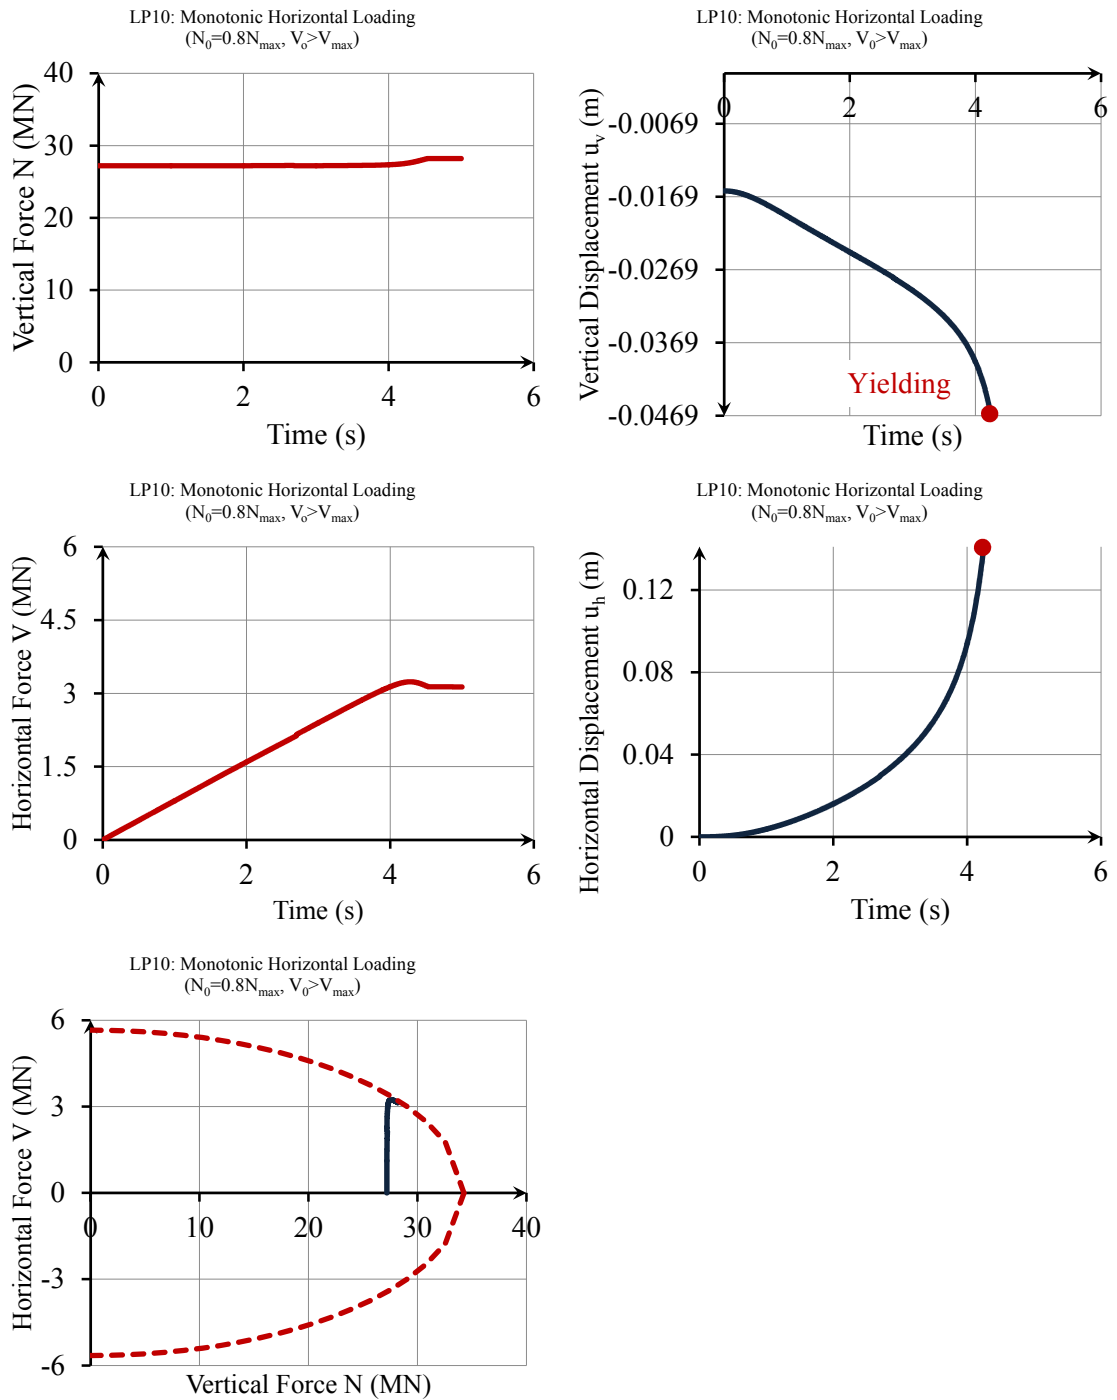 LP10: Monotonic Horizontal Loading
(N₀=0.8Nₘₐₓ, Vₒ>Vₘₐₓ)
Vertical Force N (MN)
40
30
20
10
0
0 2 4 6
Time (s)
LP10: Monotonic Horizontal Loading
(N₀=0.8Nₘₐₓ, V₀>Vₘₐₓ)
Vertical Displacement uᵥ (m)
0 2 4 6
-0.0069
-0.0169
-0.0269
-0.0369
-0.0469
Yielding
Time (s)
LP10: Monotonic Horizontal Loading
(N₀=0.8Nₘₐₓ, Vₒ>Vₘₐₓ)
Horizontal Force V (MN)
6
4.5
3
1.5
0
0 2 4 6
Time (s)
LP10: Monotonic Horizontal Loading
(N₀=0.8Nₘₐₓ, V₀>Vₘₐₓ)
Horizontal Displacement uₕ (m)
0.12
0.08
0.04
0
0 2 4 6
Time (s)
LP10: Monotonic Horizontal Loading
(N₀=0.8Nₘₐₓ, V₀>Vₘₐₓ)
Horizontal Force V (MN)
6
3
0
-3
-6
0 10 20 30 40
Vertical Force N (MN)